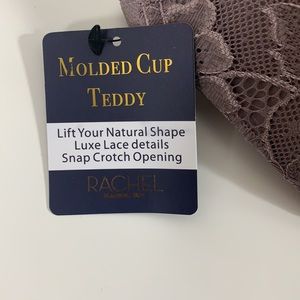 MOLDED CUP
TEDDY
Lift Your Natural Shape
Luxe Lace details
Snap Crotch Opening
RACHEL